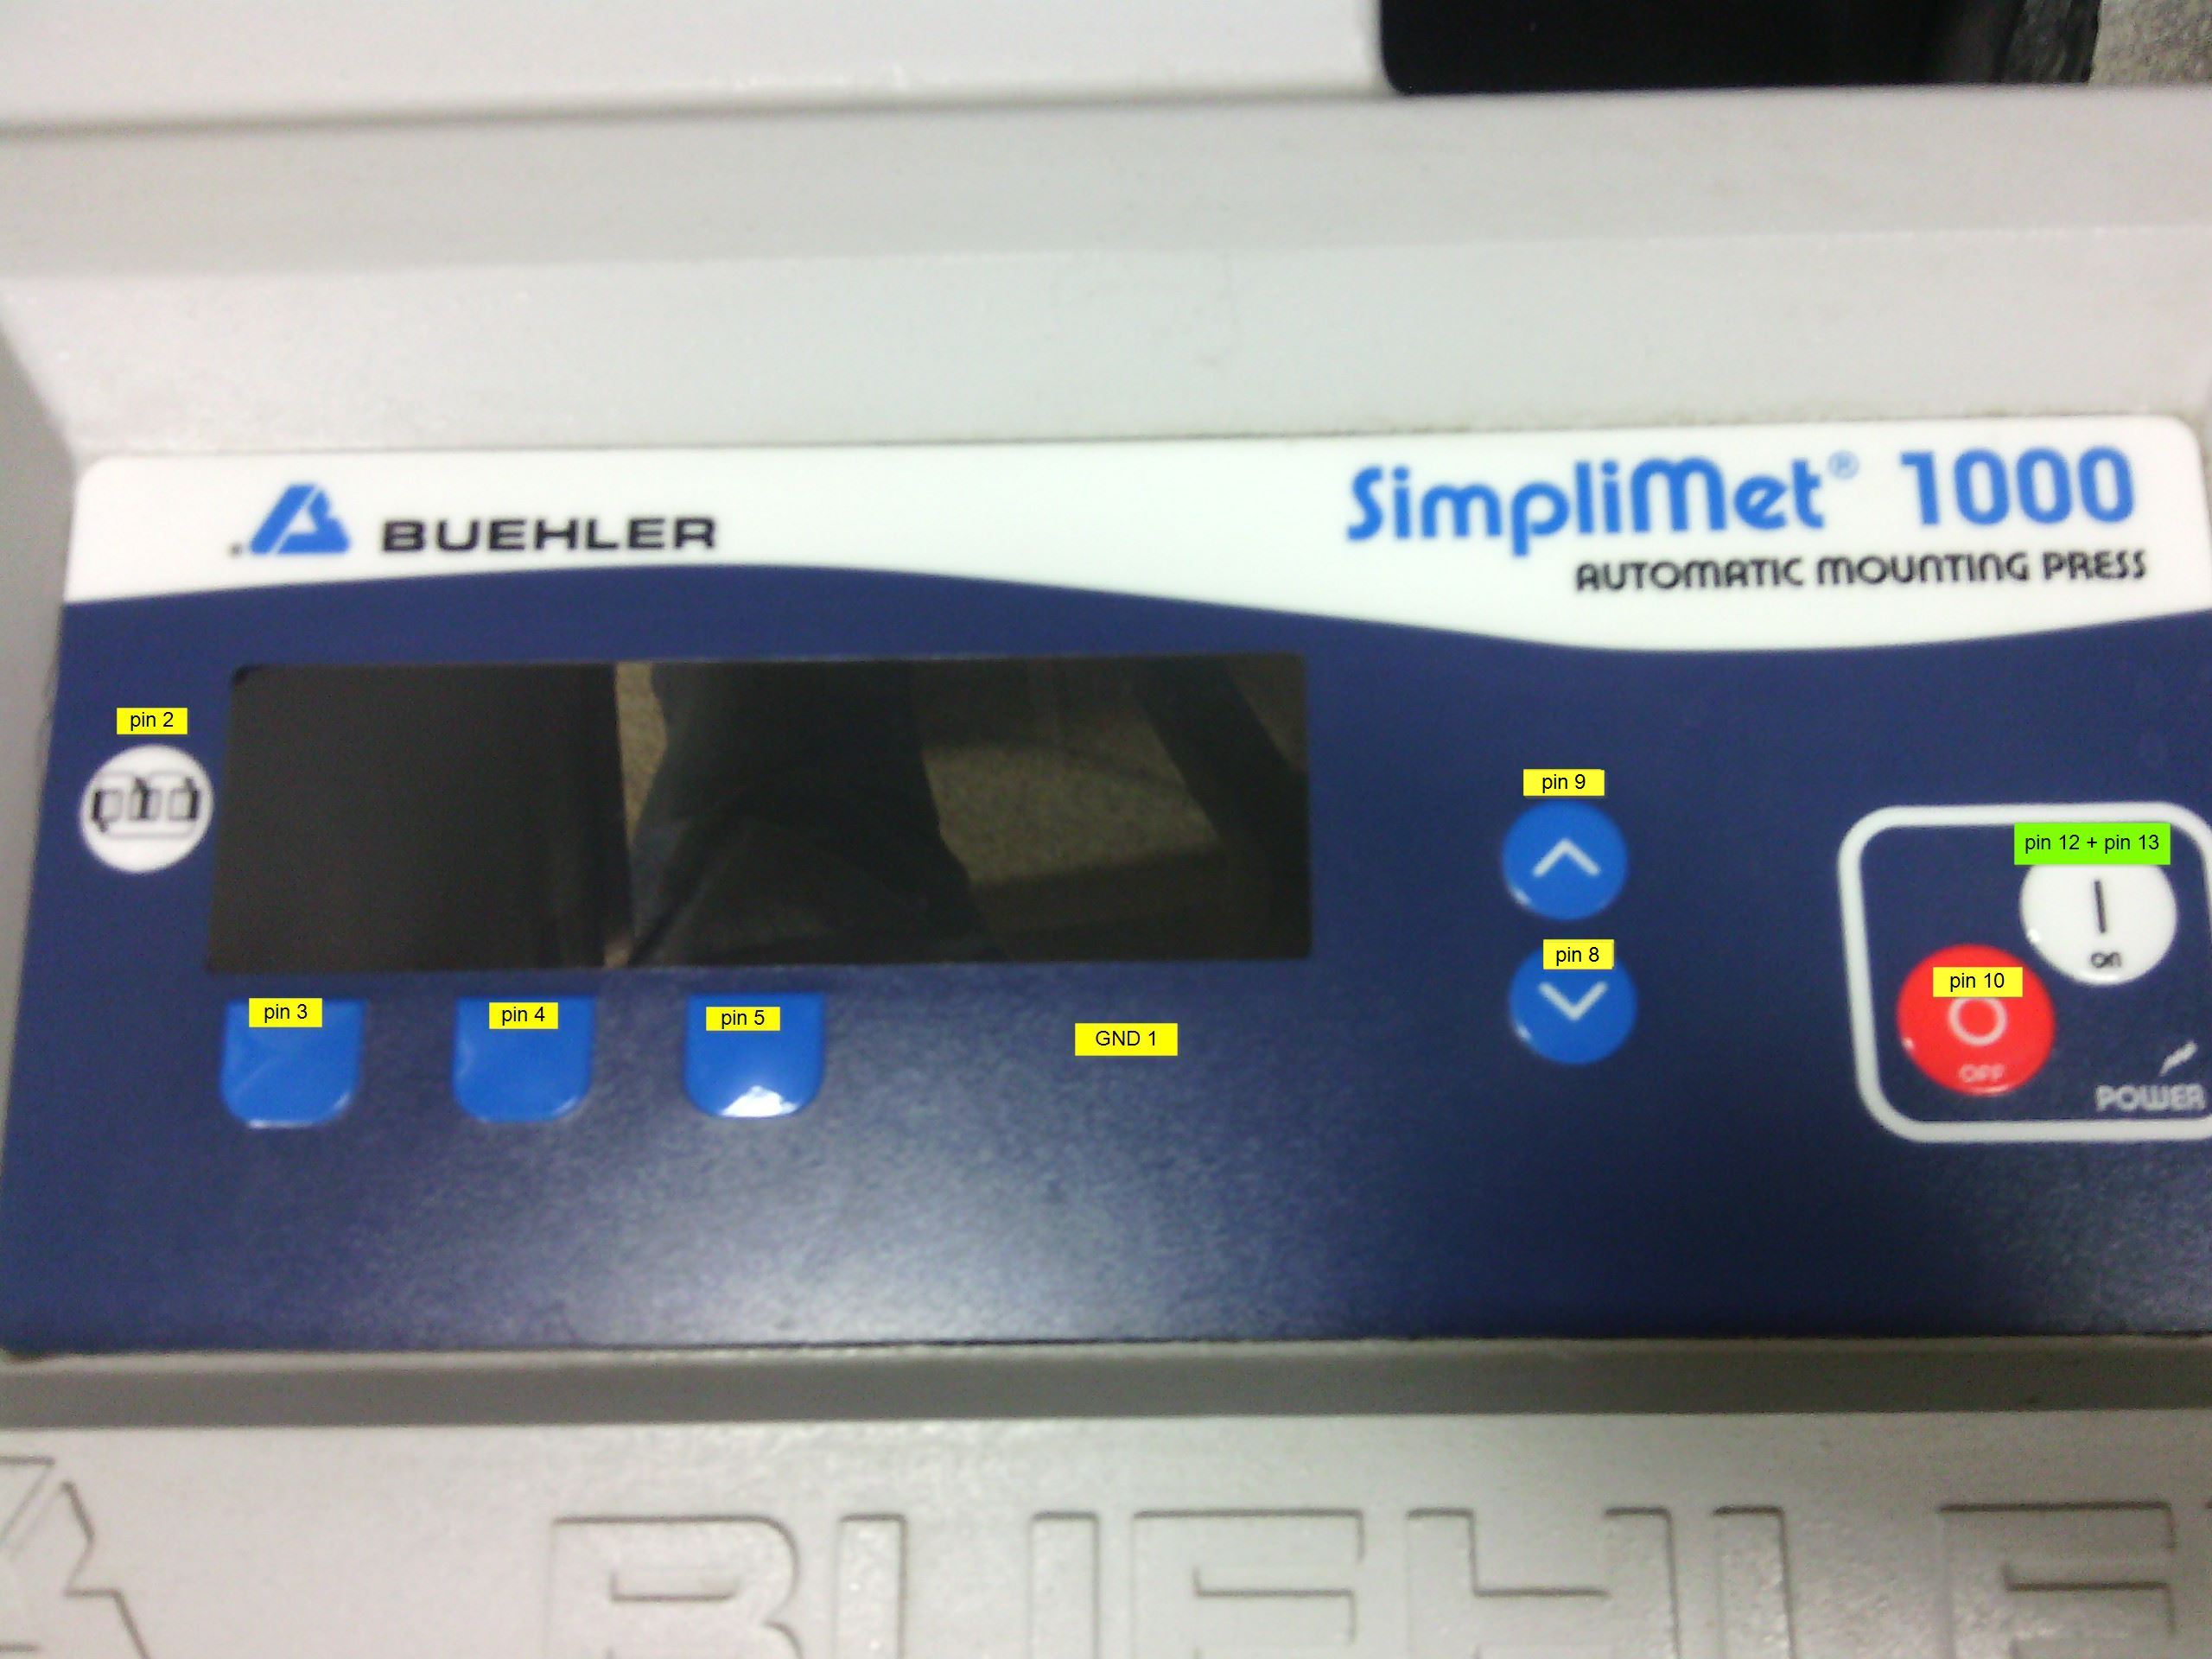 SimpliMet® 1000
BUEHLER
AUTOMATIC MOUNTING PRESS
pin 2
pin 9
pin 12 + pin 13
pin 8
on
pin 10
pin 3
pin 4
pin 5
GND 1
OFF
POWER
BUEHLE